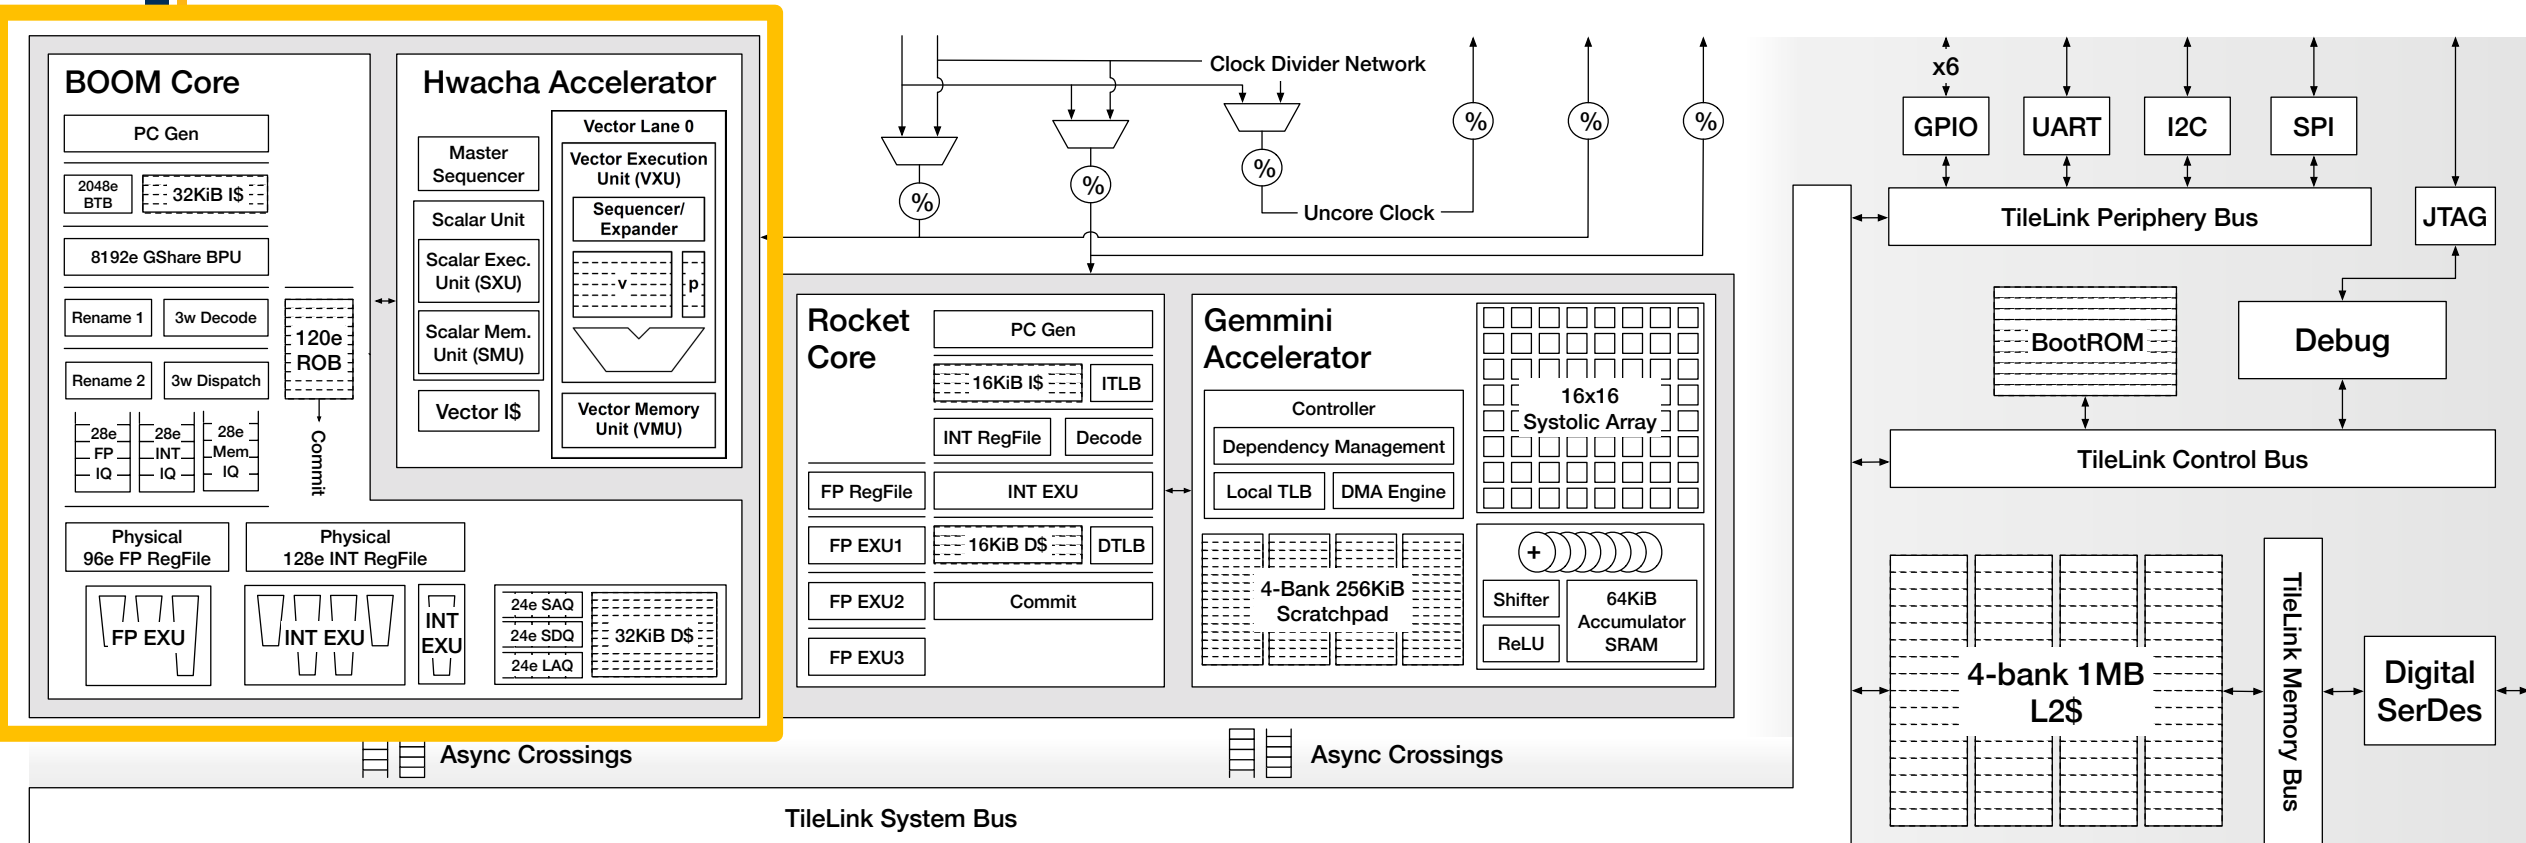 BOOM Core
PC Gen
2048e
BTB
32KiB I$
8192e GShare BPU
Rename 1
3w Decode
Rename 2
3w Dispatch
120e
ROB
Commit
28e
FP
IQ
28e
INT
IQ
28e
Mem
IQ
Physical
96e FP RegFile
Physical
128e INT RegFile
FP EXU
INT EXU
INT
EXU
24e SAQ
24e SDQ
24e LAQ
32KiB D$
Hwacha Accelerator
Master
Sequencer
Scalar Unit
Scalar Exec.
Unit (SXU)
Scalar Mem.
Unit (SMU)
Vector I$
Vector Lane 0
Vector Execution
Unit (VXU)
Sequencer/
Expander
v
p
Vector Memory
Unit (VMU)
Clock Divider Network
%
%
%
%
%
%
Uncore Clock
Rocket
Core
PC Gen
16KiB I$
ITLB
INT RegFile
Decode
FP RegFile
INT EXU
FP EXU1
16KiB D$
DTLB
FP EXU2
Commit
FP EXU3
Gemmini
Accelerator
Controller
Dependency Management
Local TLB
DMA Engine
16x16
Systolic Array
4-Bank 256KiB
Scratchpad
+
Shifter
ReLU
64KiB
Accumulator
SRAM
Async Crossings
Async Crossings
TileLink System Bus
x6
GPIO
UART
I2C
SPI
TileLink Periphery Bus
JTAG
BootROM
Debug
TileLink Control Bus
4-bank 1MB
L2$
TileLink Memory Bus
Digital
SerDes